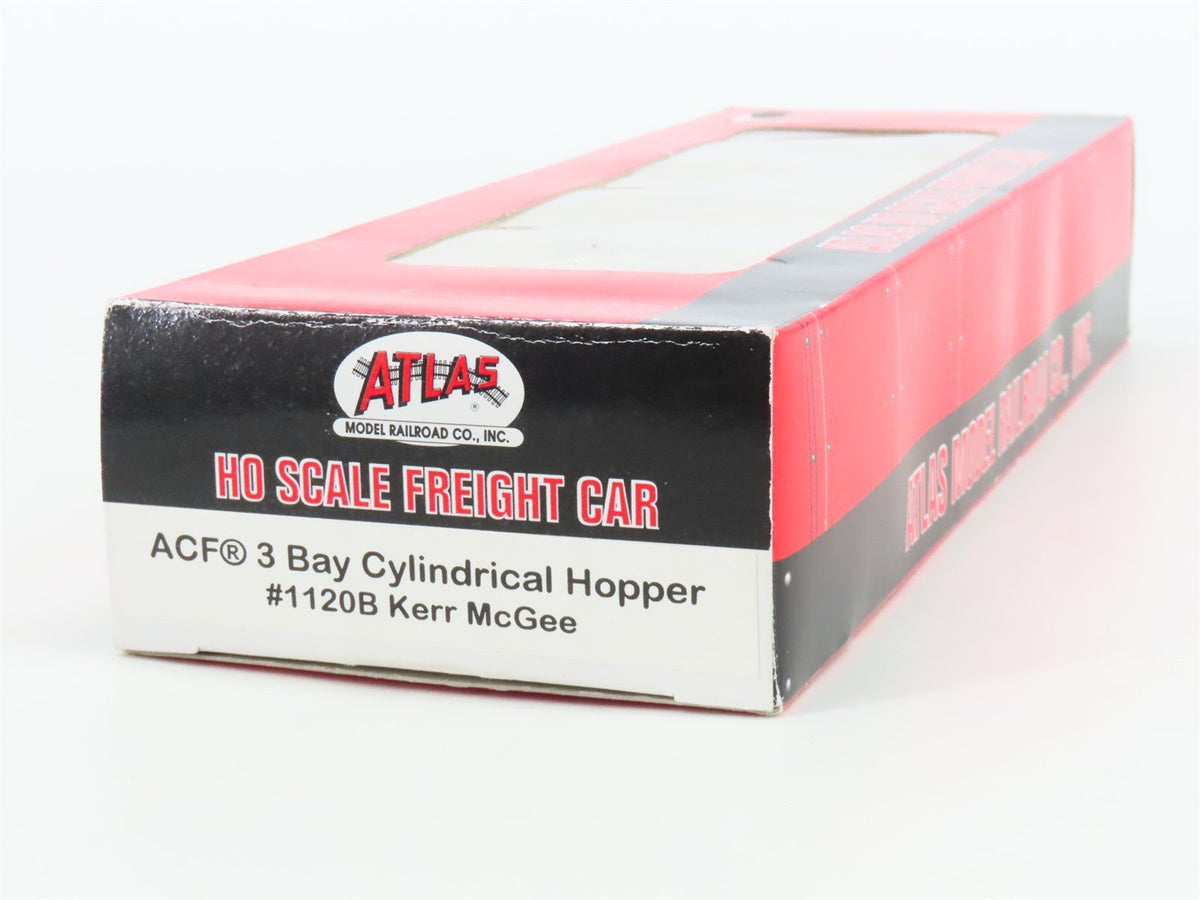 ATLAS®
MODEL RAILROAD CO., INC.
HO SCALE FREIGHT CAR
ACF® 3 Bay Cylindrical Hopper
#1120B Kerr McGee
ATLAS MODEL RAILROAD CO., INC.